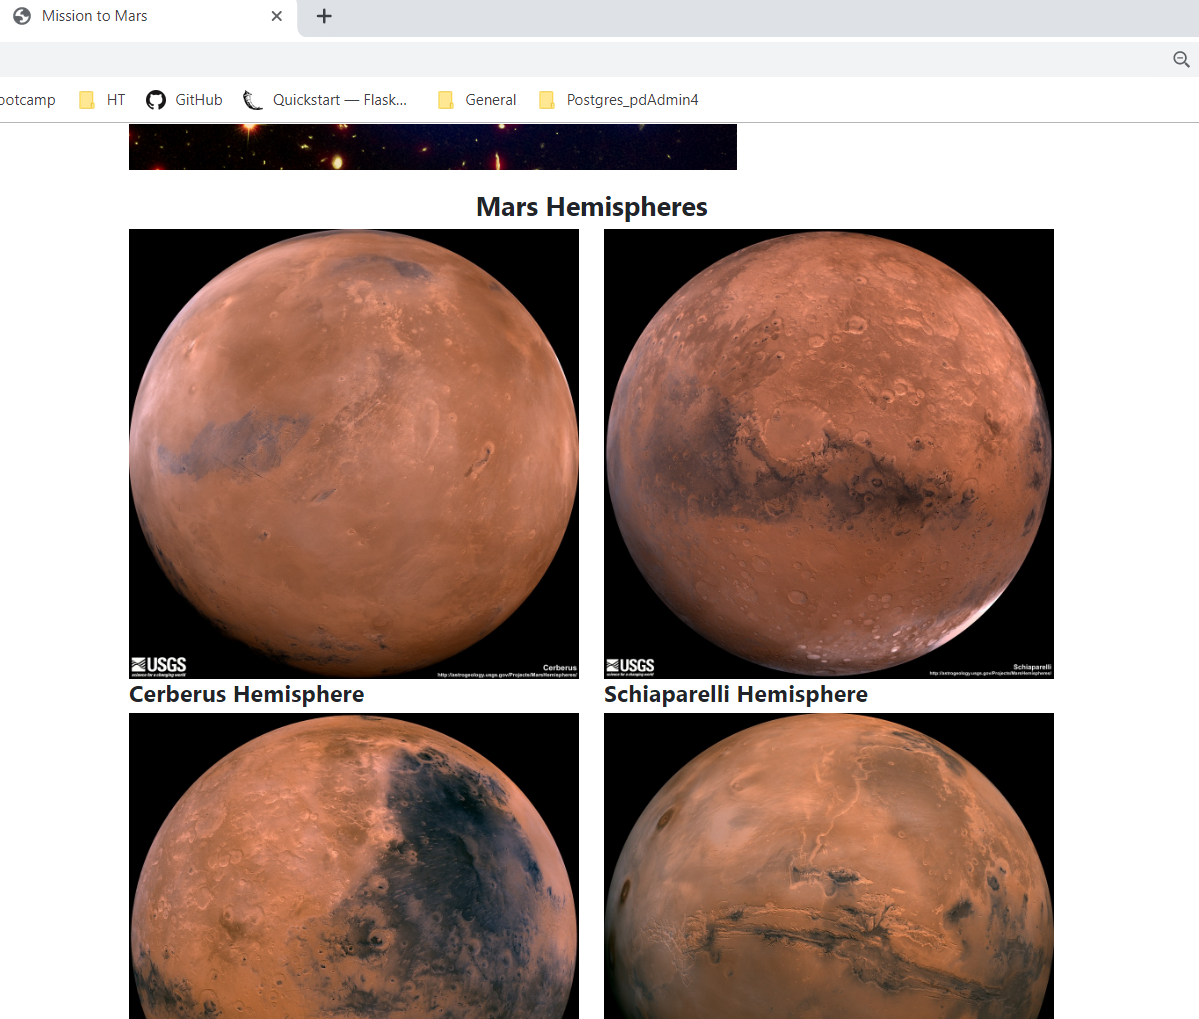 Mission to Mars
ootcamp HT GitHub Quickstart — Flask... General Postgres_pdAdmin4
Mars Hemispheres
USGS
science for a changing world
Cerberus
http://astrogeology.usgs.gov/Projects/MarsHemispheres/
USGS
science for a changing world
Schiaparelli
http://astrogeology.usgs.gov/Projects/MarsHemispheres/
Cerberus Hemisphere Schiaparelli Hemisphere